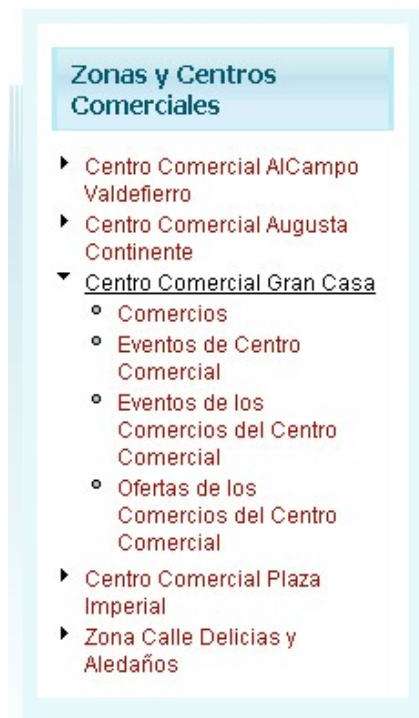 Zonas y Centros
Comerciales
Centro Comercial AlCampo
Valdefierro
Centro Comercial Augusta
Continente
Centro Comercial Gran Casa
Comercios
Eventos de Centro
Comercial
Eventos de los
Comercios del Centro
Comercial
Ofertas de los
Comercios del Centro
Comercial
Centro Comercial Plaza
Imperial
Zona Calle Delicias y
Aledaños